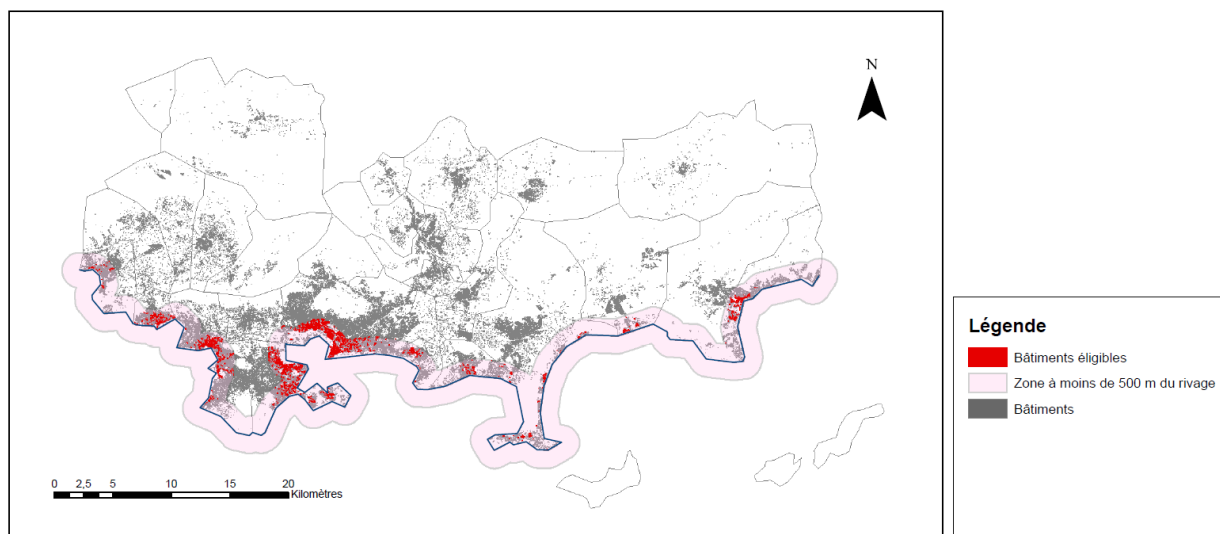 N
0 2,5 5 10 15 20
Kilomètres
Légende
Bâtiments éligibles
Zone à moins de 500 m du rivage
Bâtiments